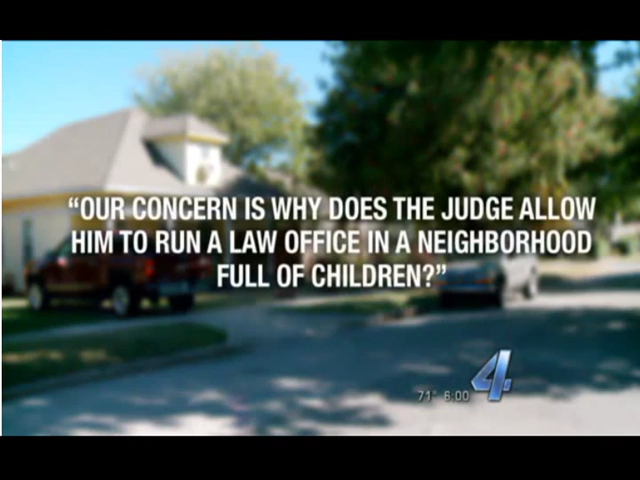 “OUR CONCERN IS WHY DOES THE JUDGE ALLOW
HIM TO RUN A LAW OFFICE IN A NEIGHBORHOOD
FULL OF CHILDREN?”
4
71° 6:00